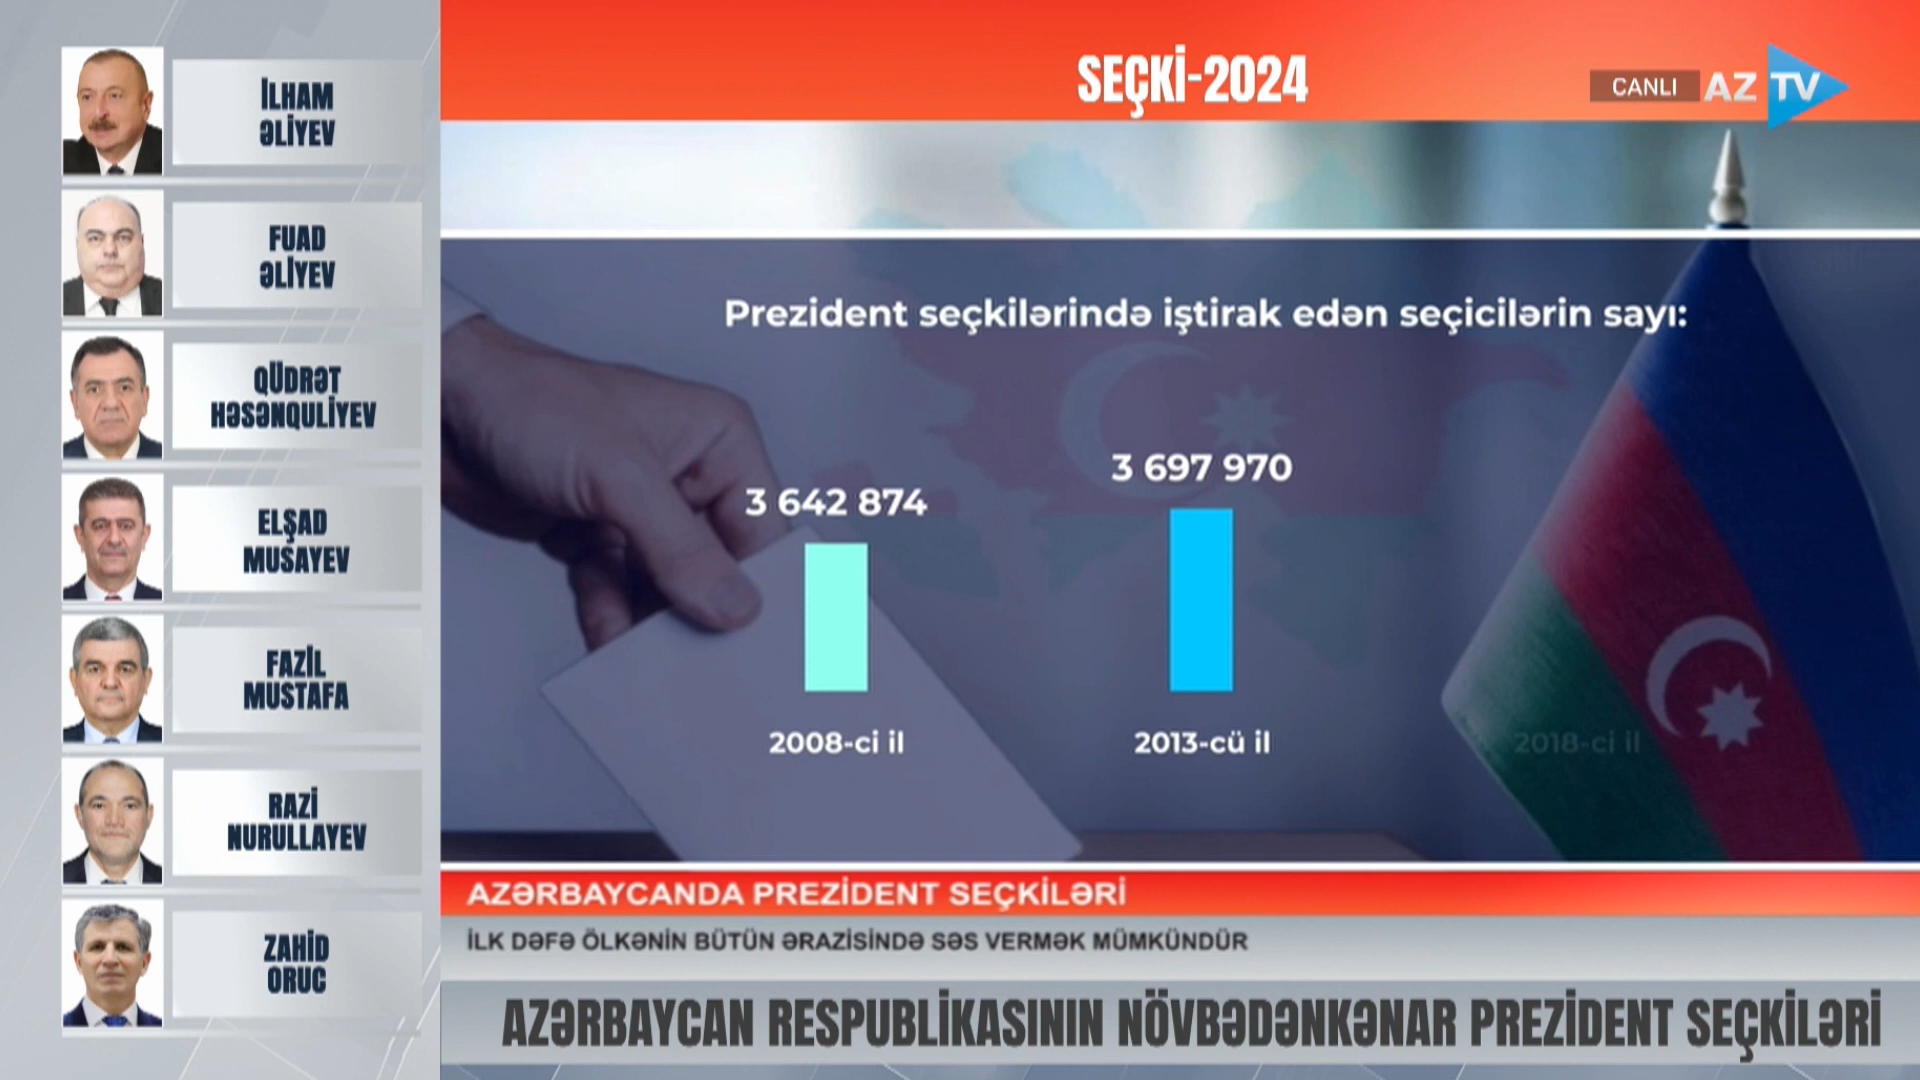 İLHAM
ƏLİYEV
FUAD
ƏLİYEV
QÜDRƏT
HƏSƏNQULİYEV
ELŞAD
MUSAYEV
FAZİL
MUSTAFA
RAZİ
NURULLAYEV
ZAHİD
ORUC
SEÇKİ-2024
CANLI AZ TV
Prezident seçkilərində iştirak edən seçicilərin sayı:
3 642 874
3 697 970
2008-ci il
2013-cü il
2018-ci il
AZƏRBAYCANDA PREZİDENT SEÇKİLƏRİ
İLK DƏFƏ ÖLKƏNİN BÜTÜN ƏRAZİSİNDƏ SƏS VERMƏK MÜMKÜNDÜR
AZƏRBAYCAN RESPUBLİKASININ NÖVBƏDƏNKƏNAR PREZİDENT SEÇKİLƏRİ